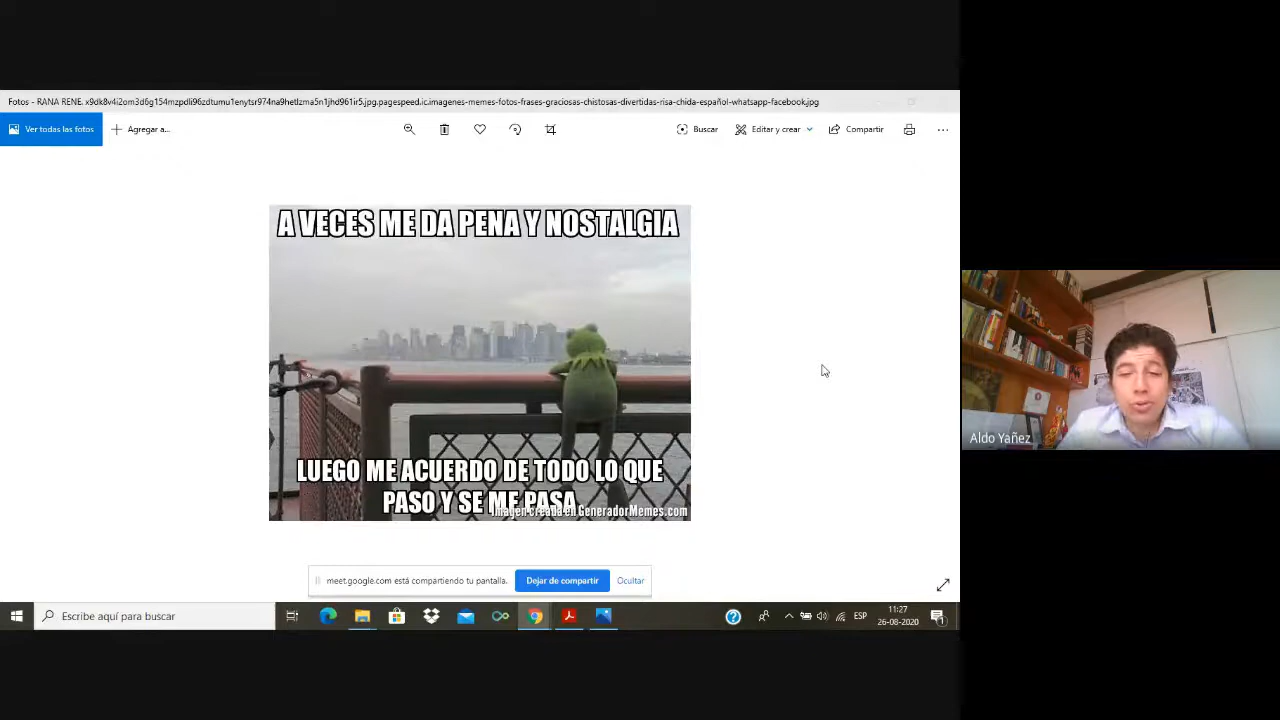 Fotos - RANA RENE. x9dk8v4i2om3d6g154mzpdli96zdtumu1enytsr974na9hetlzma5n1jhd961ir5.jpg.pagespeed.ic.imagenes-memes-fotos-frases-graciosas-chistosas-divertidas-risa-chida-español-whatsapp-facebook.jpg
Ver todas las fotos
Agregar a...
Buscar
Editar y crear
Compartir
A VECES ME DA PENA Y NOSTALGIA
LUEGO ME ACUERDO DE TODO LO QUE
PASO Y SE ME PASA
Imagen creada en GeneradorMemes.com
Aldo Yañez
meet.google.com está compartiendo tu pantalla.
Dejar de compartir
Ocultar
Escribe aquí para buscar
ESP
11:27
26-08-2020
1